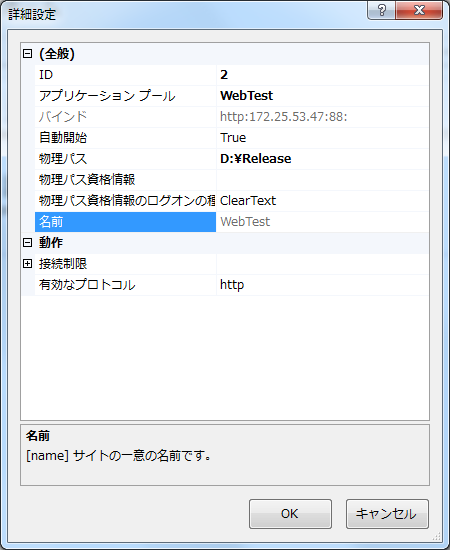 詳細設定
(全般)
ID 2
アプリケーション プール WebTest
バインド http:172.25.53.47:88:
自動開始 True
物理パス D:¥Release
物理パス資格情報
物理パス資格情報のログオンの種 ClearText
名前 WebTest
動作
接続制限
有効なプロトコル http
名前
[name] サイトの一意の名前です。
OK キャンセル